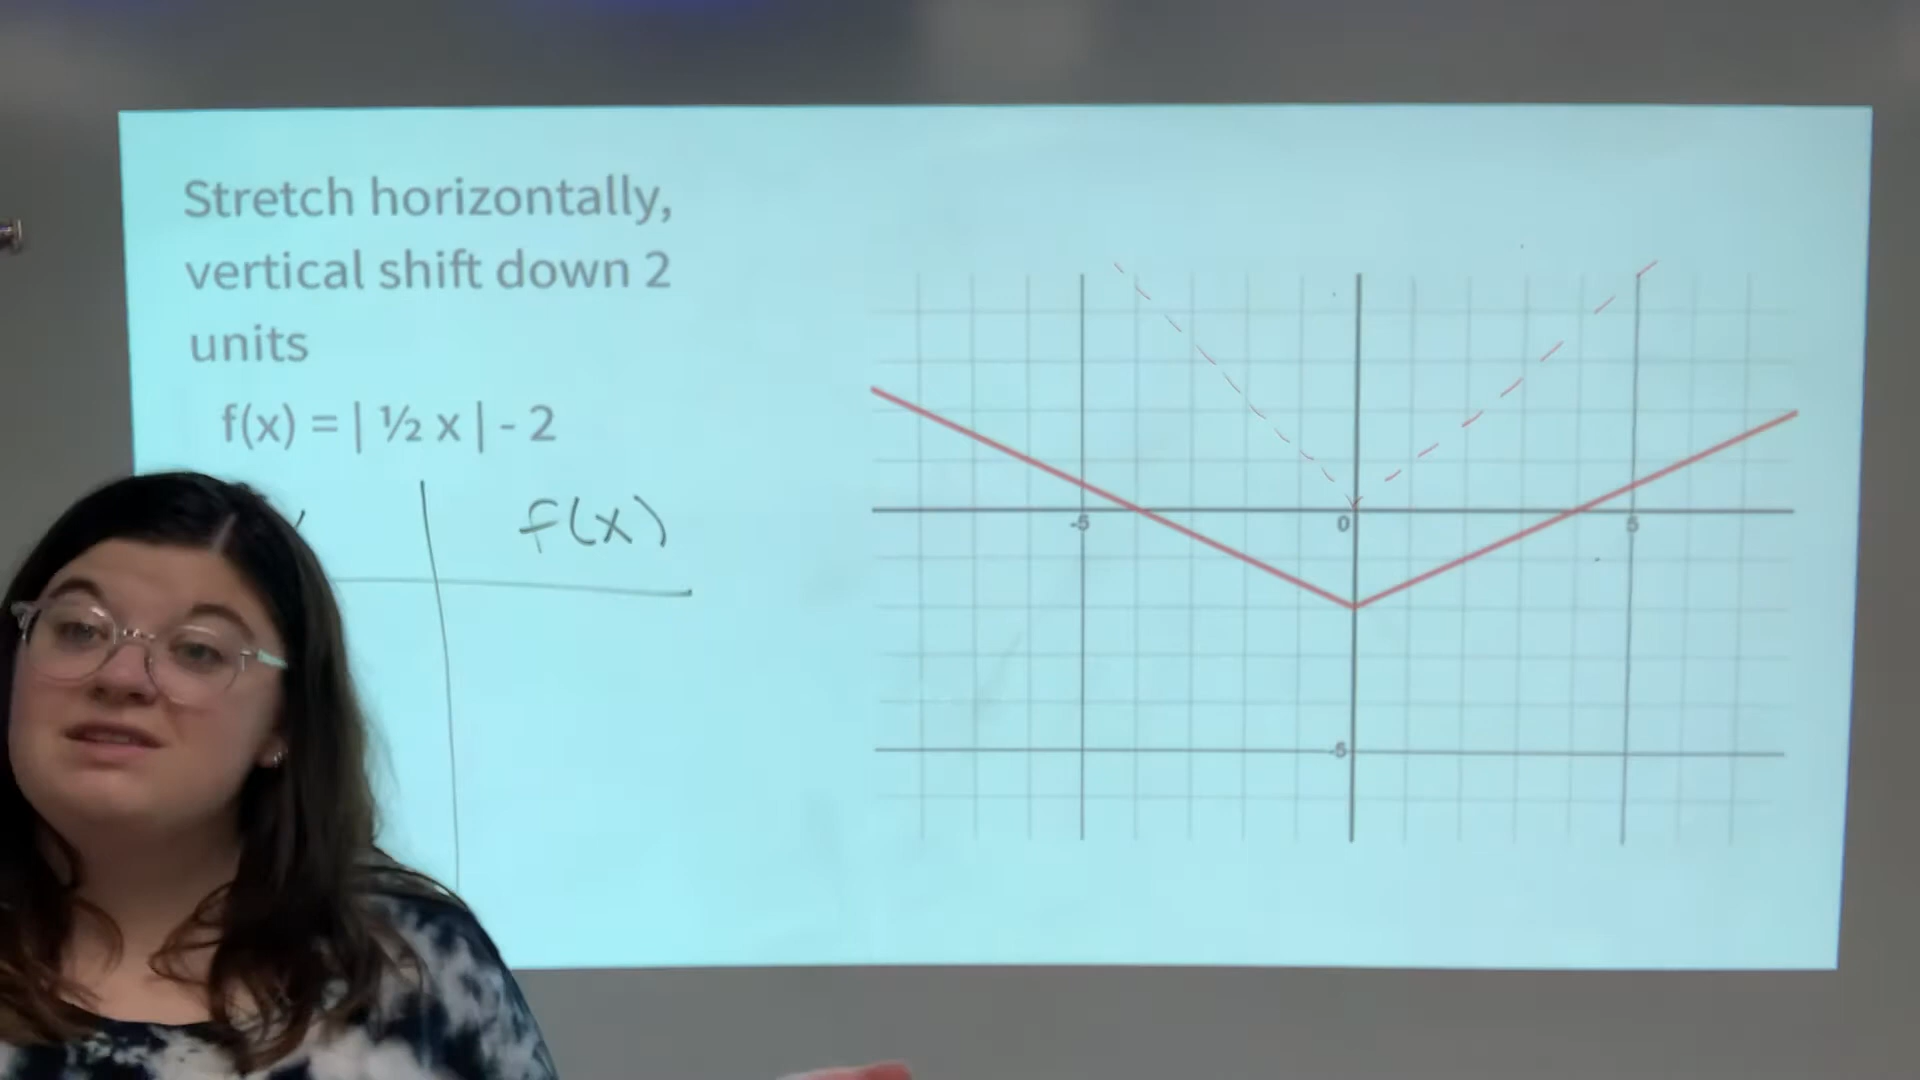 Stretch horizontally,
vertical shift down 2
units
f(x) = | ½ x | - 2
f(x)
-5
0
5
-5